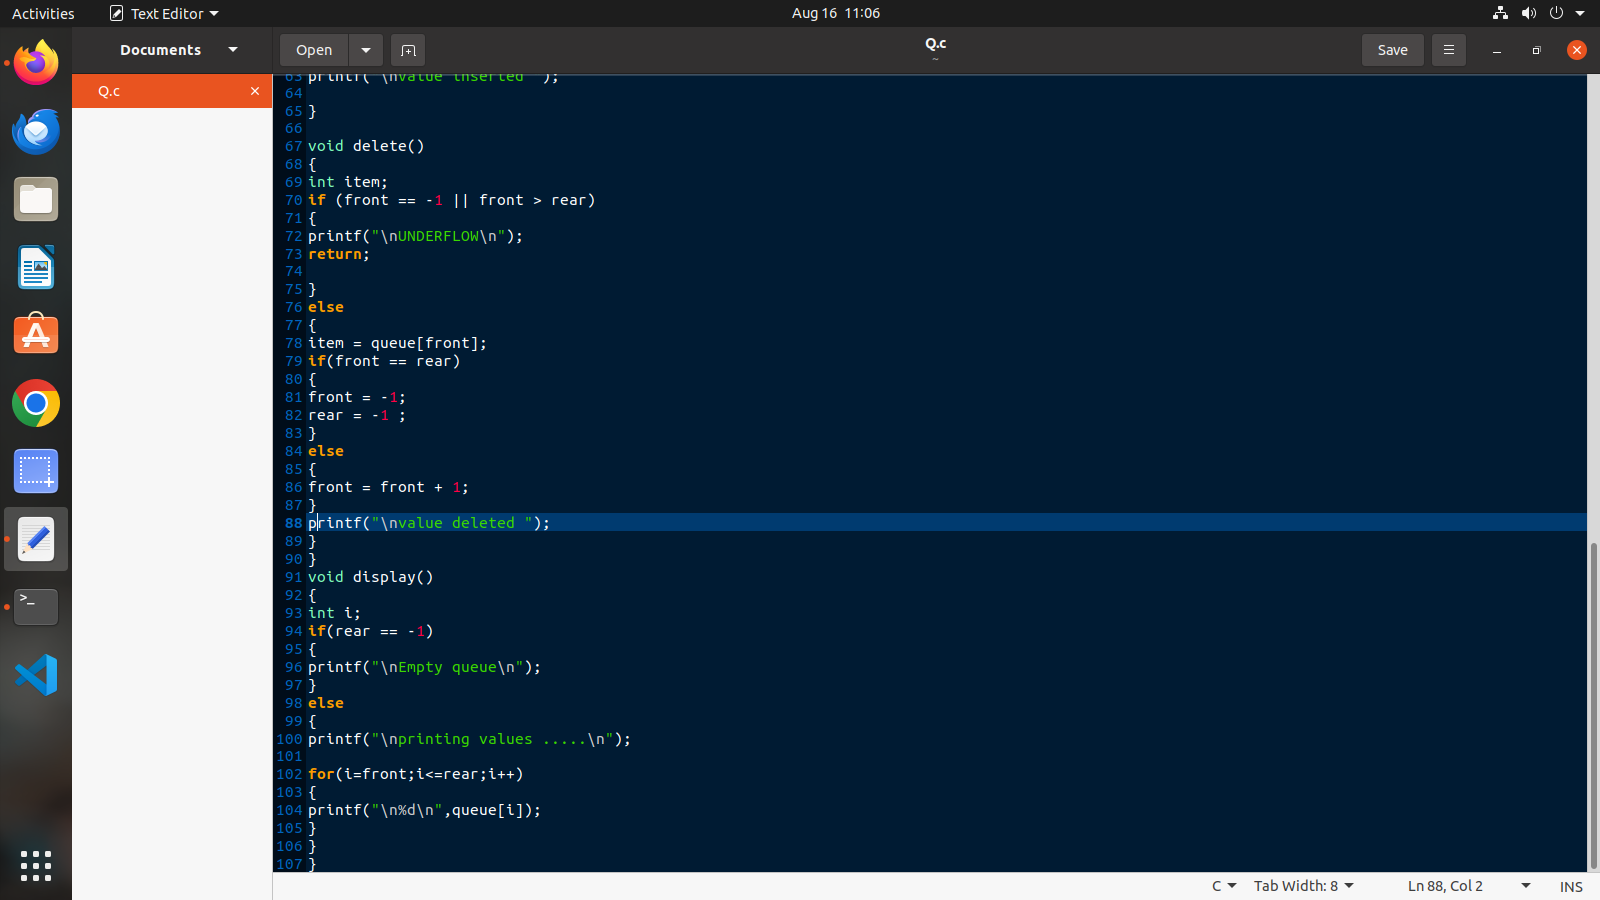 Activities Text Editor Aug 16 11:06
Documents Open Q.c Save
~
Q.c
63 printf("\nvalue inserted ");
64
65 }
66
67 void delete()
68 {
69 int item;
70 if (front == -1 || front > rear)
71 {
72 printf("\nUNDERFLOW\n");
73 return;
74
75 }
76 else
77 {
78 item = queue[front];
79 if(front == rear)
80 {
81 front = -1;
82 rear = -1 ;
83 }
84 else
85 {
86 front = front + 1;
87 }
88 printf("\nvalue deleted ");
89 }
90 }
91 void display()
92 {
93 int i;
94 if(rear == -1)
95 {
96 printf("\nEmpty queue\n");
97 }
98 else
99 {
100 printf("\nprinting values .....\n");
101
102 for(i=front;i<=rear;i++)
103 {
104 printf("\n%d\n",queue[i]);
105 }
106 }
107 }
C Tab Width: 8 Ln 88, Col 2 INS